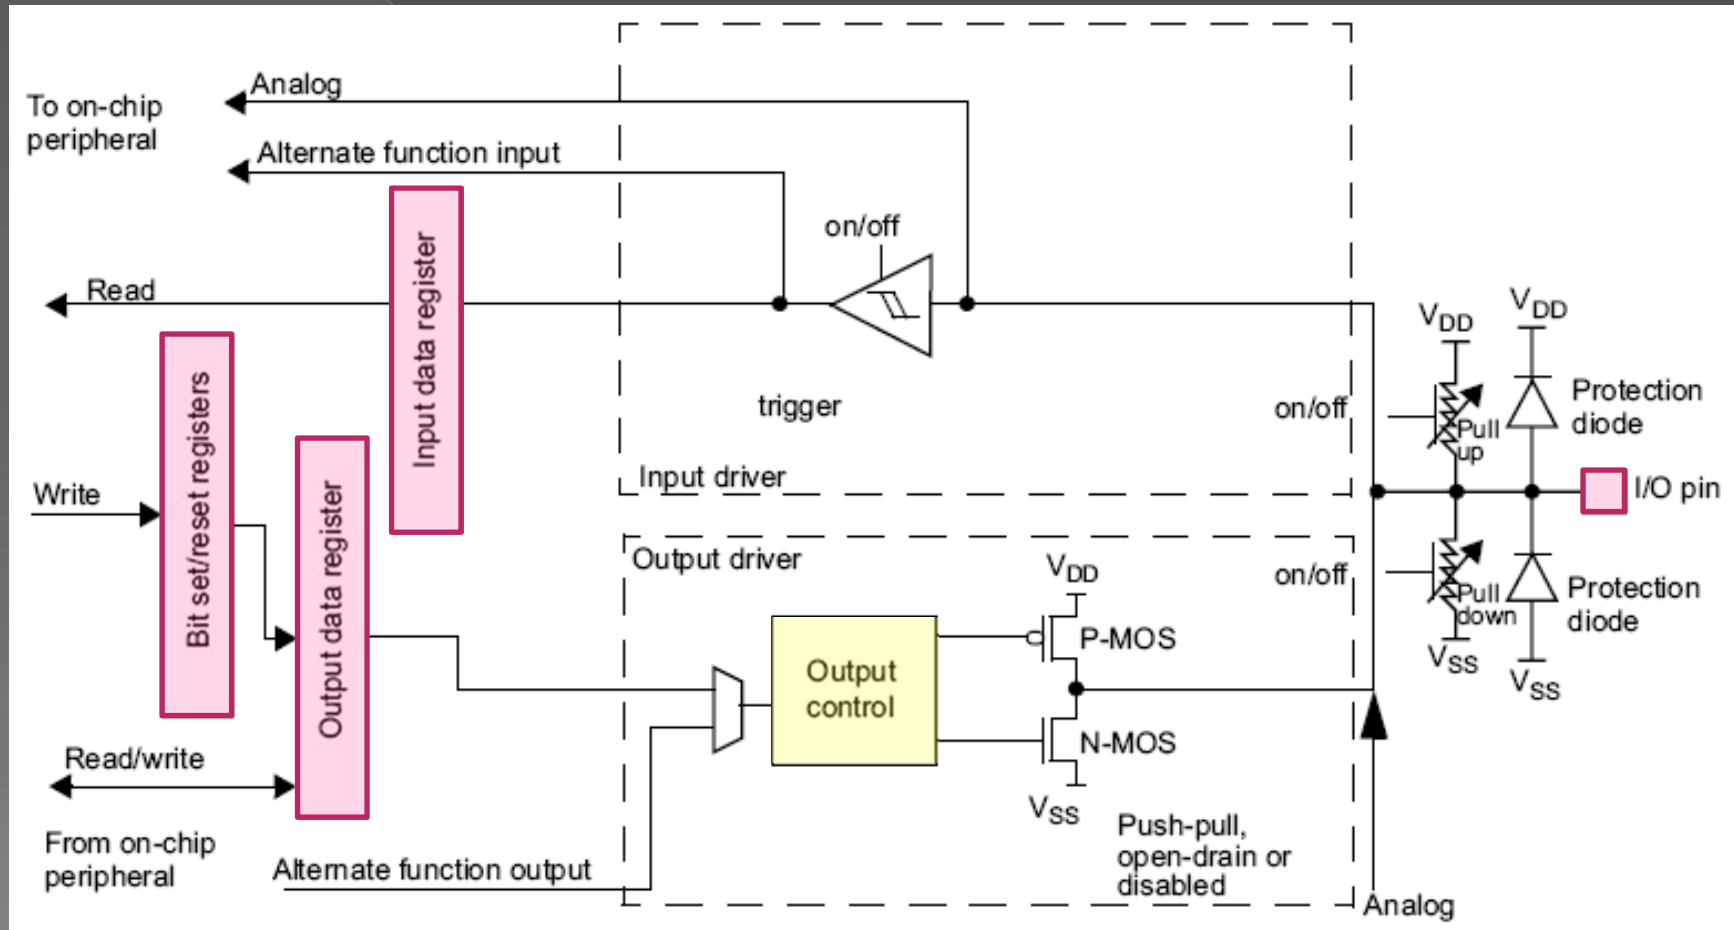 Analog
To on-chip
peripheral
Alternate function input
on/off
Read
Input data register
trigger
Input driver
VDD
VDD
on/off
Pull
up
Protection
diode
I/O pin
Bit set/reset registers
Write
Output data register
Output driver
VDD
on/off
Pull
down
VSS
Protection
diode
VSS
P-MOS
Output
control
N-MOS
VSS
Read/write
From on-chip
peripheral
Alternate function output
Push-pull,
open-drain or
disabled
Analog